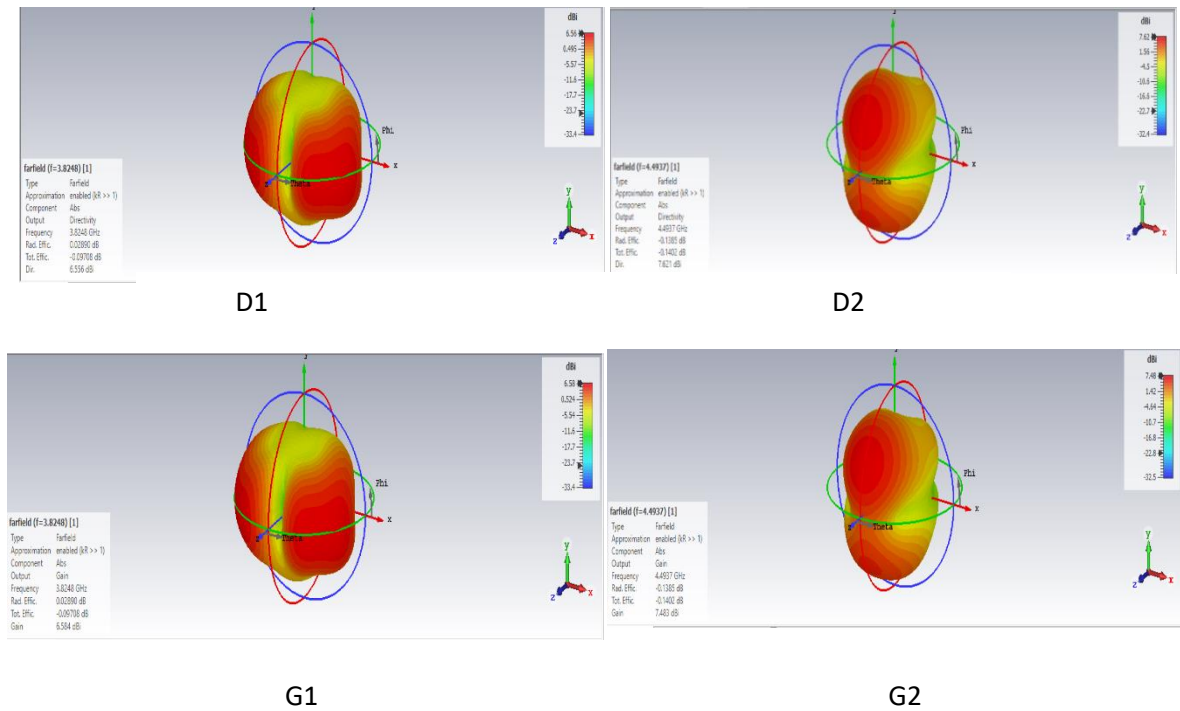 dBi
6.56
0.495
-5.57
-11.6
-17.7
-23.7
-33.4
Phi
x
Theta
farfield (f=3.8248) [1]
Type Farfield
Approximation enabled (kR >> 1)
Component Abs
Output Directivity
Frequency 3.8248 GHz
Rad. Effic. 0.02890 dB
Tot. Effic. -0.09708 dB
Dir. 6.556 dBi
y
z x
D1
dBi
7.62
1.56
-4.5
-10.6
-16.6
-22.7
-32.4
Phi
x
Theta
farfield (f=4.4937) [1]
Type Farfield
Approximation enabled (kR >> 1)
Component Abs
Output Directivity
Frequency 4.4937 GHz
Rad. Effic. -0.1385 dB
Tot. Effic. -0.1402 dB
Dir. 7.621 dBi
y
z x
D2
dBi
6.58
0.524
-5.54
-11.6
-17.7
-23.7
-33.4
Phi
x
Theta
farfield (f=3.8248) [1]
Type Farfield
Approximation enabled (kR >> 1)
Component Abs
Output Gain
Frequency 3.8248 GHz
Rad. Effic. 0.02890 dB
Tot. Effic. -0.09708 dB
Gain 6.584 dBi
y
z x
G1
dBi
7.48
1.42
-4.64
-10.7
-16.8
-22.8
-32.5
Phi
x
Theta
farfield (f=4.4937) [1]
Type Farfield
Approximation enabled (kR >> 1)
Component Abs
Output Gain
Frequency 4.4937 GHz
Rad. Effic. -0.1385 dB
Tot. Effic. -0.1402 dB
Gain 7.483 dBi
y
z x
G2